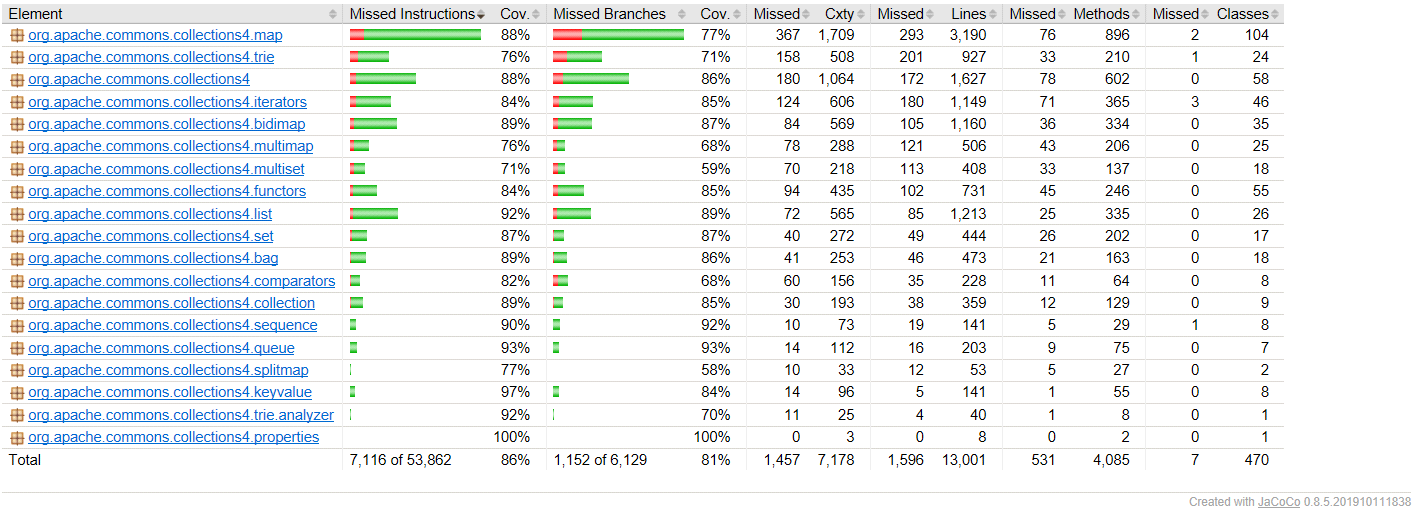 Element Missed Instructions Cov. Missed Branches Cov. Missed Cxty Missed Lines Missed Methods Missed Classes
org.apache.commons.collections4.map 88% 77% 367 1,709 293 3,190 76 896 2 104
org.apache.commons.collections4.trie 76% 71% 158 508 201 927 33 210 1 24
org.apache.commons.collections4 88% 86% 180 1,064 172 1,627 78 602 0 58
org.apache.commons.collections4.iterators 84% 85% 124 606 180 1,149 71 365 3 46
org.apache.commons.collections4.bidimap 89% 87% 84 569 105 1,160 36 334 0 35
org.apache.commons.collections4.multimap 76% 68% 78 288 121 506 43 206 0 25
org.apache.commons.collections4.multiset 71% 59% 70 218 113 408 33 137 0 18
org.apache.commons.collections4.functors 84% 85% 94 435 102 731 45 246 0 55
org.apache.commons.collections4.list 92% 89% 72 565 85 1,213 25 335 0 26
org.apache.commons.collections4.set 87% 87% 40 272 49 444 26 202 0 17
org.apache.commons.collections4.bag 89% 86% 41 253 46 473 21 163 0 18
org.apache.commons.collections4.comparators 82% 68% 60 156 35 228 11 64 0 8
org.apache.commons.collections4.collection 89% 85% 30 193 38 359 12 129 0 9
org.apache.commons.collections4.sequence 90% 92% 10 73 19 141 5 29 1 8
org.apache.commons.collections4.queue 93% 93% 14 112 16 203 9 75 0 7
org.apache.commons.collections4.splitmap 77% 58% 10 33 12 53 5 27 0 2
org.apache.commons.collections4.keyvalue 97% 84% 14 96 5 141 1 55 0 8
org.apache.commons.collections4.trie.analyzer 92% 70% 11 25 4 40 1 8 0 1
org.apache.commons.collections4.properties 100% 100% 0 3 0 8 0 2 0 1
Total 7,116 of 53,862 86% 1,152 of 6,129 81% 1,457 7,178 1,596 13,001 531 4,085 7 470
Created with JaCoCo 0.8.5.201910111838